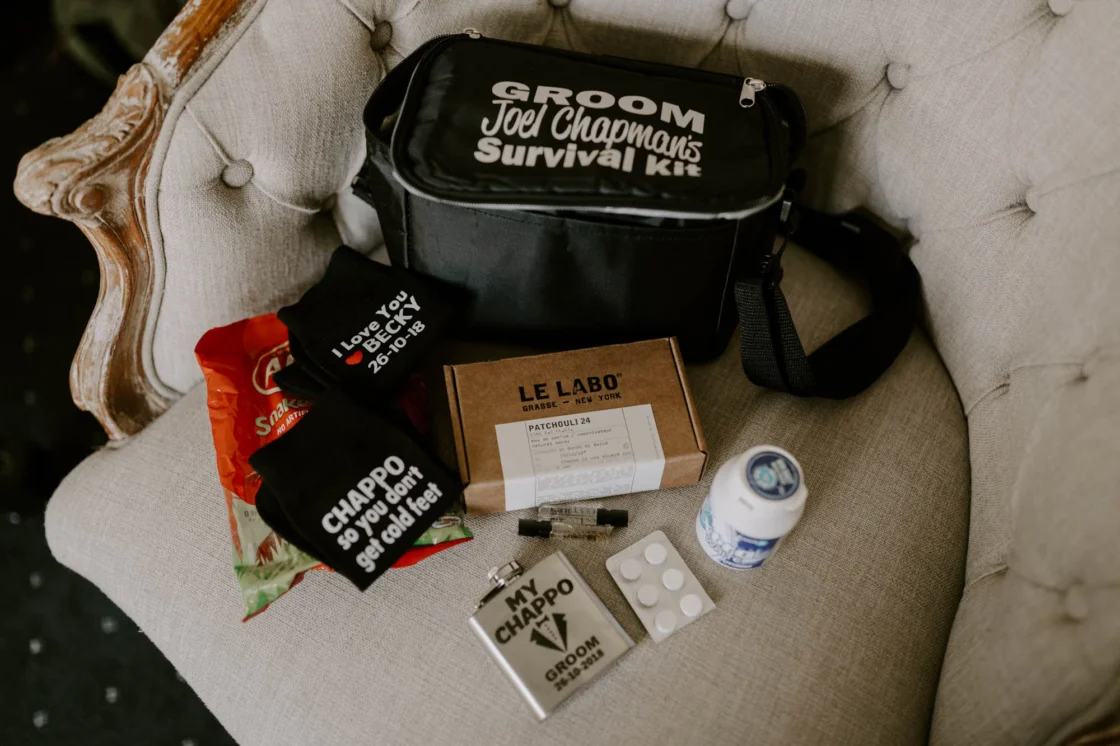 GROOM
Joel Chapman's
Survival Kit
I Love You
BECKY
26-10-18
CHAPPO
so you don't
get cold feet
LE LABO
GRASSE – NEW YORK
PATCHOULI 24
MY
CHAPPO
GROOM
26-10-2018